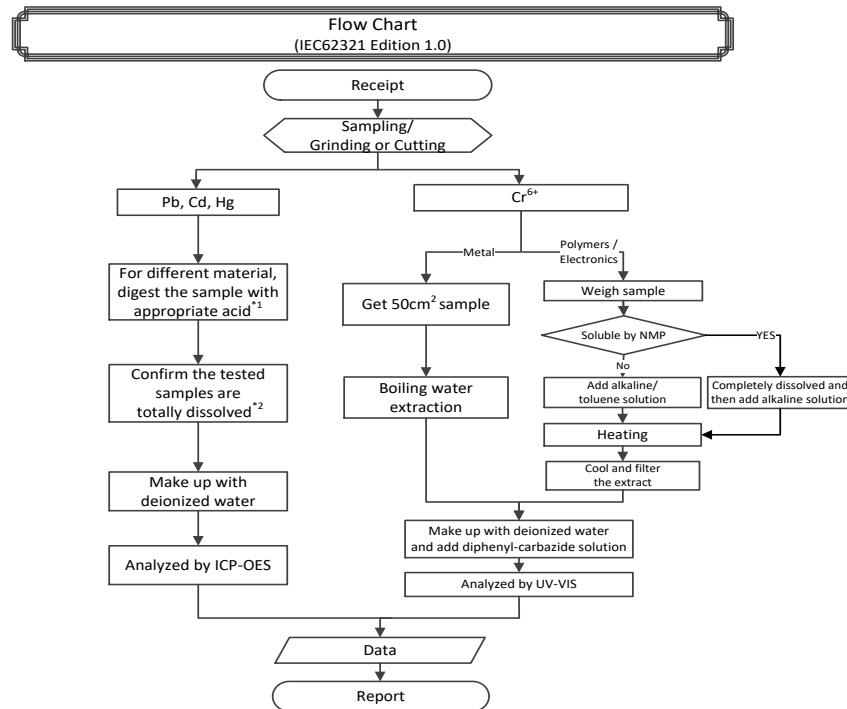 Flow Chart
(IEC62321 Edition 1.0)
Receipt
Sampling/
Grinding or Cutting
Pb, Cd, Hg
For different material,
digest the sample with
appropriate acid*1
Confirm the tested
samples are
totally dissolved*2
Make up with
deionized water
Analyzed by ICP-OES
Cr6+
Metal
Polymers /
Electronics
Get 50cm2 sample
Boiling water
extraction
Weigh sample
Soluble by NMP
YES
No
Add alkaline/
toluene solution
Completely dissolved and
then add alkaline solution
Heating
Cool and filter
the extract
Make up with deionized water
and add diphenyl-carbazide solution
Analyzed by UV-VIS
Data
Report